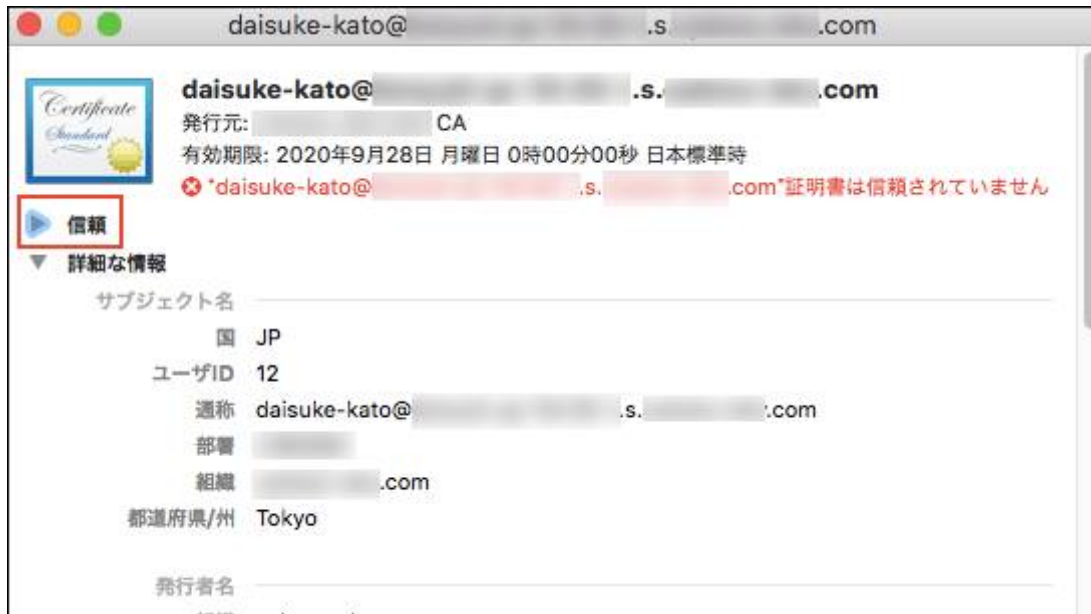 daisuke-kato@ .s. .com
Certificate
Standard
daisuke-kato@ .s. .com
発行元: CA
有効期限: 2020年9月28日 月曜日 0時00分00秒 日本標準時
"daisuke-kato@ .s. .com"証明書は信頼されていません
信頼
詳細な情報
サブジェクト名
国 JP
ユーザID 12
通称 daisuke-kato@ .s. .com
部署
組織 .com
都道府県/州 Tokyo
発行者名